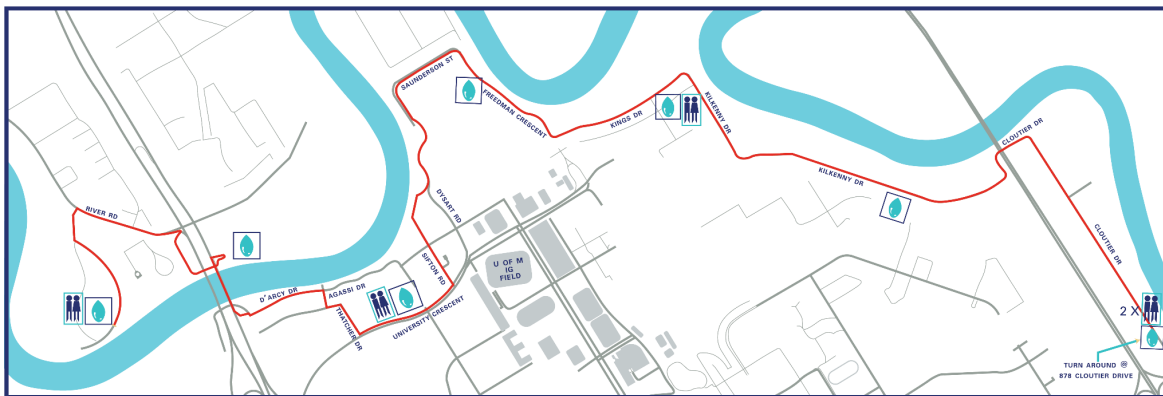 SAUNDERSON ST
FREEDMAN CRESCENT
KINGS DR
KILKENNY DR
KILKENNY DR
CLOUTIER DR
CLOUTIER DR
RIVER RD
DYSART RD
SIFTON RD
U OF M
IG
FIELD
D'ARCY DR
AGASSI DR
THATCHER DR
UNIVERSITY CRESCENT
2 X
TURN AROUND @
878 CLOUTIER DRIVE